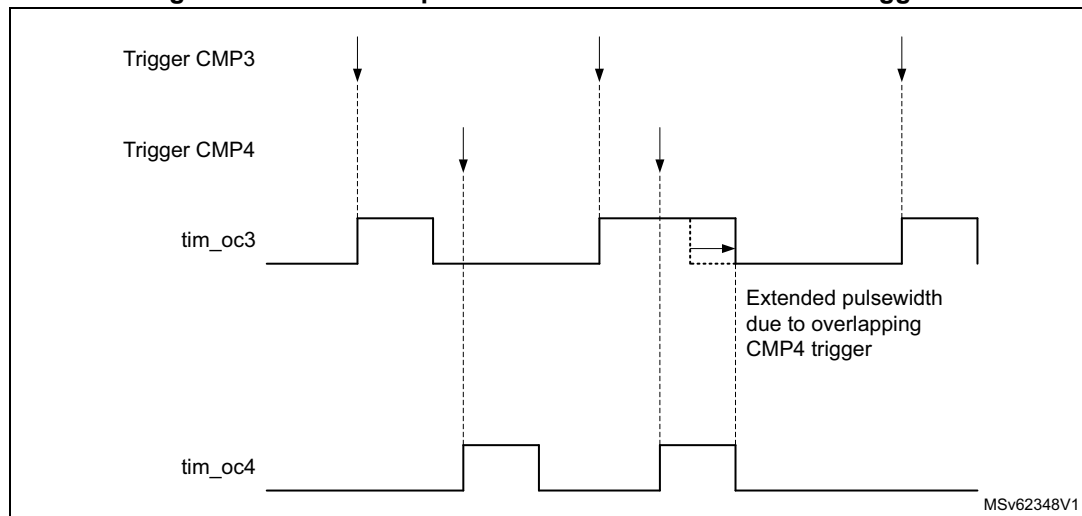 Trigger CMP3
Trigger CMP4
tim_oc3
Extended pulsewidth
due to overlapping
CMP4 trigger
tim_oc4
MSv62348V1